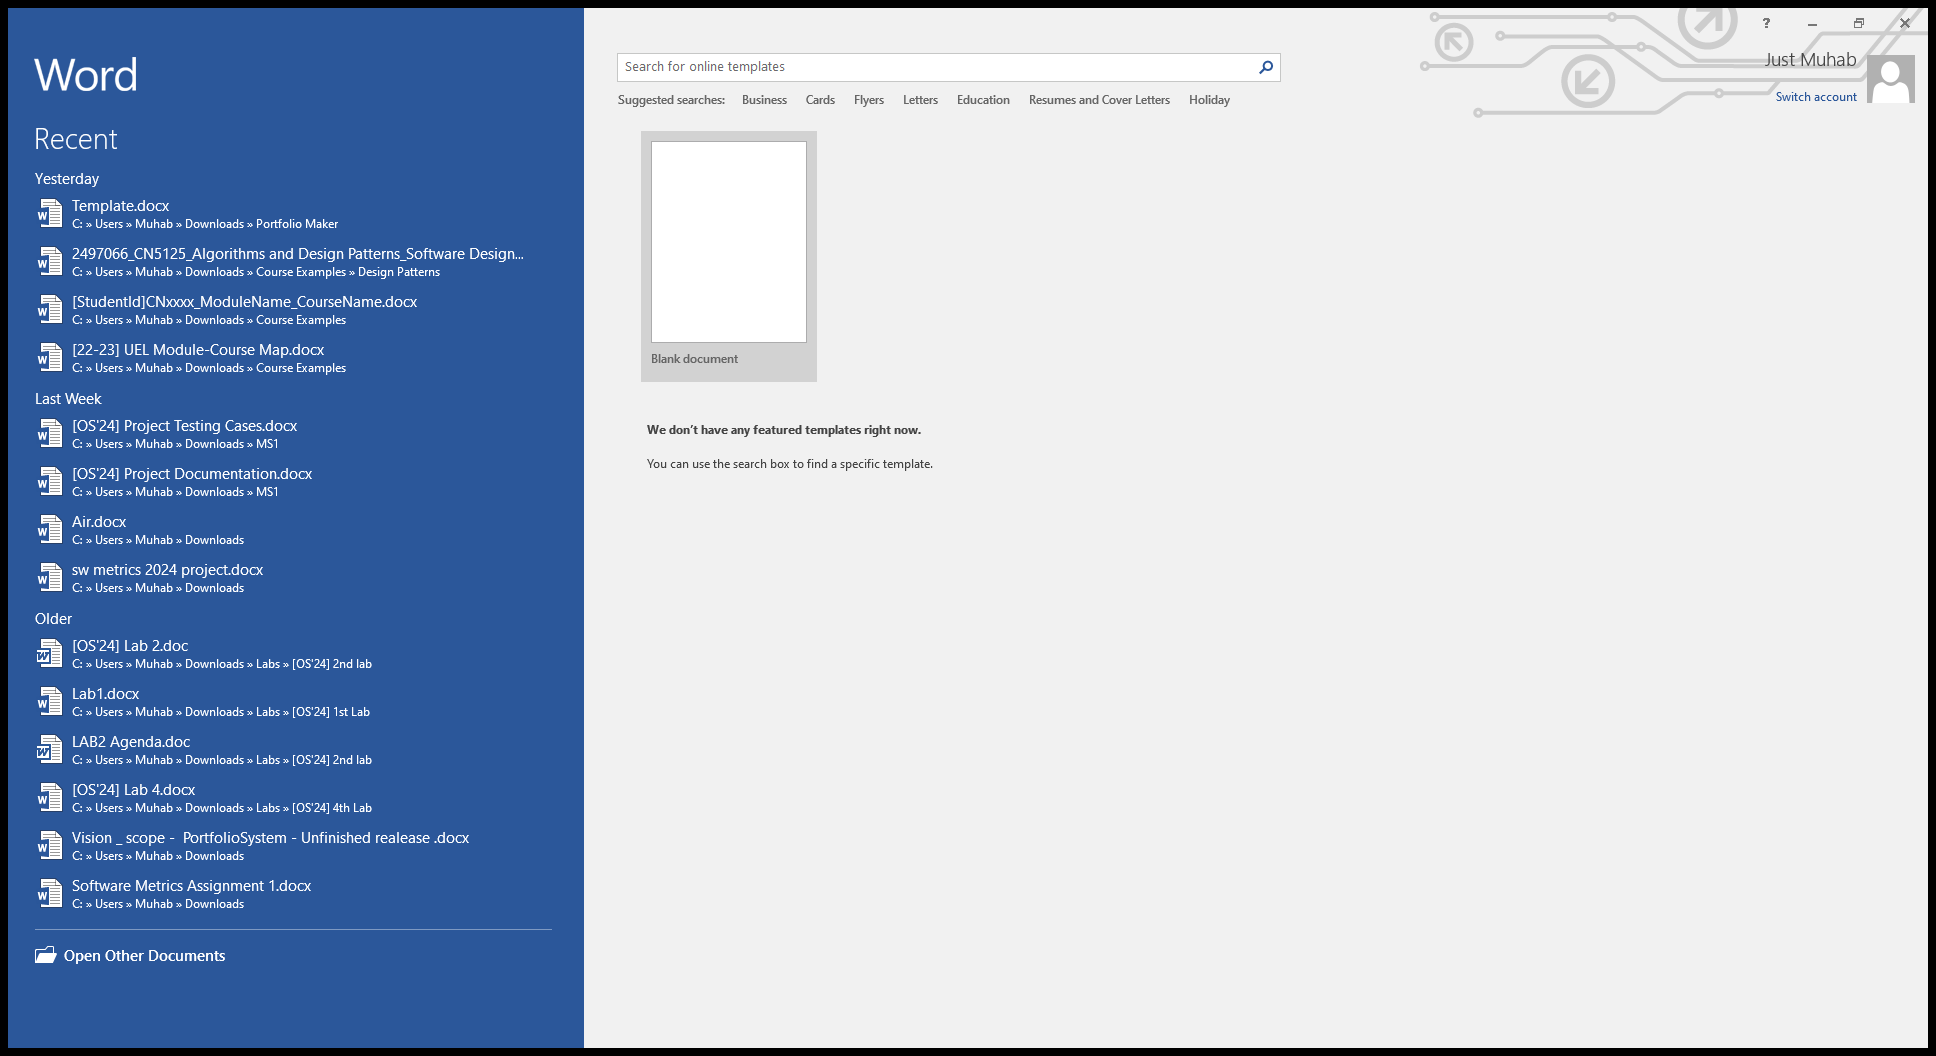 Word
Recent
Yesterday
Template.docx
C: » Users » Muhab » Downloads » Portfolio Maker
2497066_CN5125_Algorithms and Design Patterns_Software Design...
C: » Users » Muhab » Downloads » Course Examples » Design Patterns
[StudentId]CNxxxx_ModuleName_CourseName.docx
C: » Users » Muhab » Downloads » Course Examples
[22-23] UEL Module-Course Map.docx
C: » Users » Muhab » Downloads » Course Examples
Last Week
[OS'24] Project Testing Cases.docx
C: » Users » Muhab » Downloads » MS1
[OS'24] Project Documentation.docx
C: » Users » Muhab » Downloads » MS1
Air.docx
C: » Users » Muhab » Downloads
sw metrics 2024 project.docx
C: » Users » Muhab » Downloads
Older
[OS'24] Lab 2.doc
C: » Users » Muhab » Downloads » Labs » [OS'24] 2nd lab
Lab1.docx
C: » Users » Muhab » Downloads » Labs » [OS'24] 1st Lab
LAB2 Agenda.doc
C: » Users » Muhab » Downloads » Labs » [OS'24] 2nd lab
[OS'24] Lab 4.docx
C: » Users » Muhab » Downloads » Labs » [OS'24] 4th Lab
Vision _ scope -  PortfolioSystem - Unfinished realease .docx
C: » Users » Muhab » Downloads
Software Metrics Assignment 1.docx
C: » Users » Muhab » Downloads
Open Other Documents
?
Just Muhab
Switch account
Search for online templates
Suggested searches: Business Cards Flyers Letters Education Resumes and Cover Letters Holiday
Blank document
We don't have any featured templates right now.
You can use the search box to find a specific template.